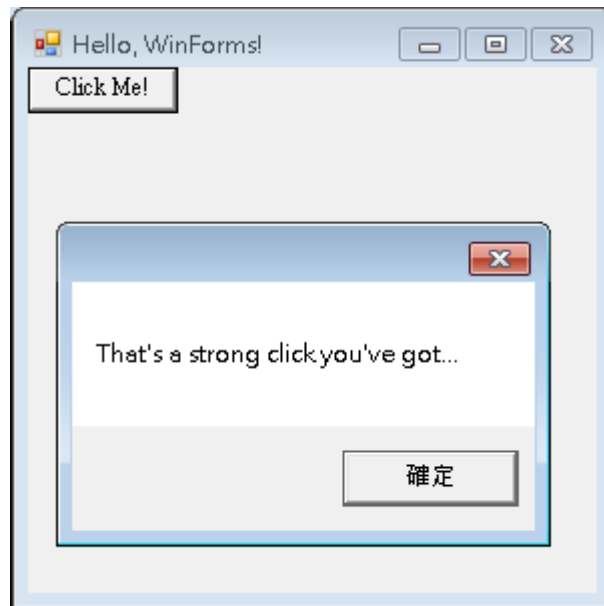 Hello, WinForms!
Click Me!
That's a strong click you've got...
確定